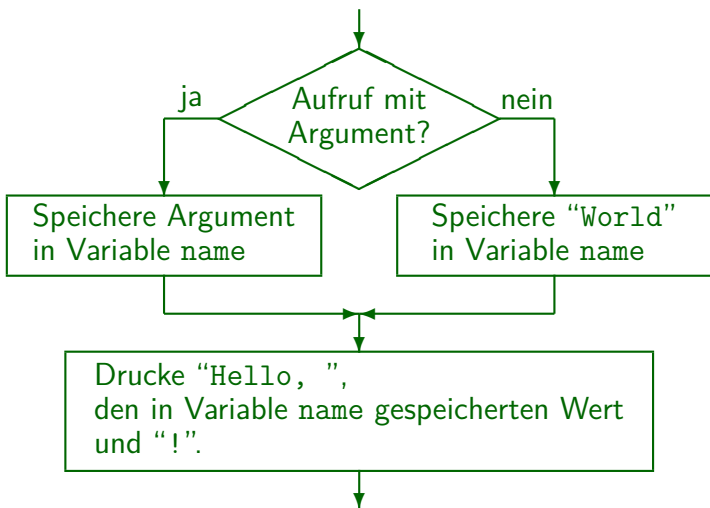 Aufruf mit
Argument?
ja
nein
Speichere Argument
in Variable name
Speichere “World”
in Variable name
Drucke “Hello, ”,
den in Variable name gespeicherten Wert
und “!”.